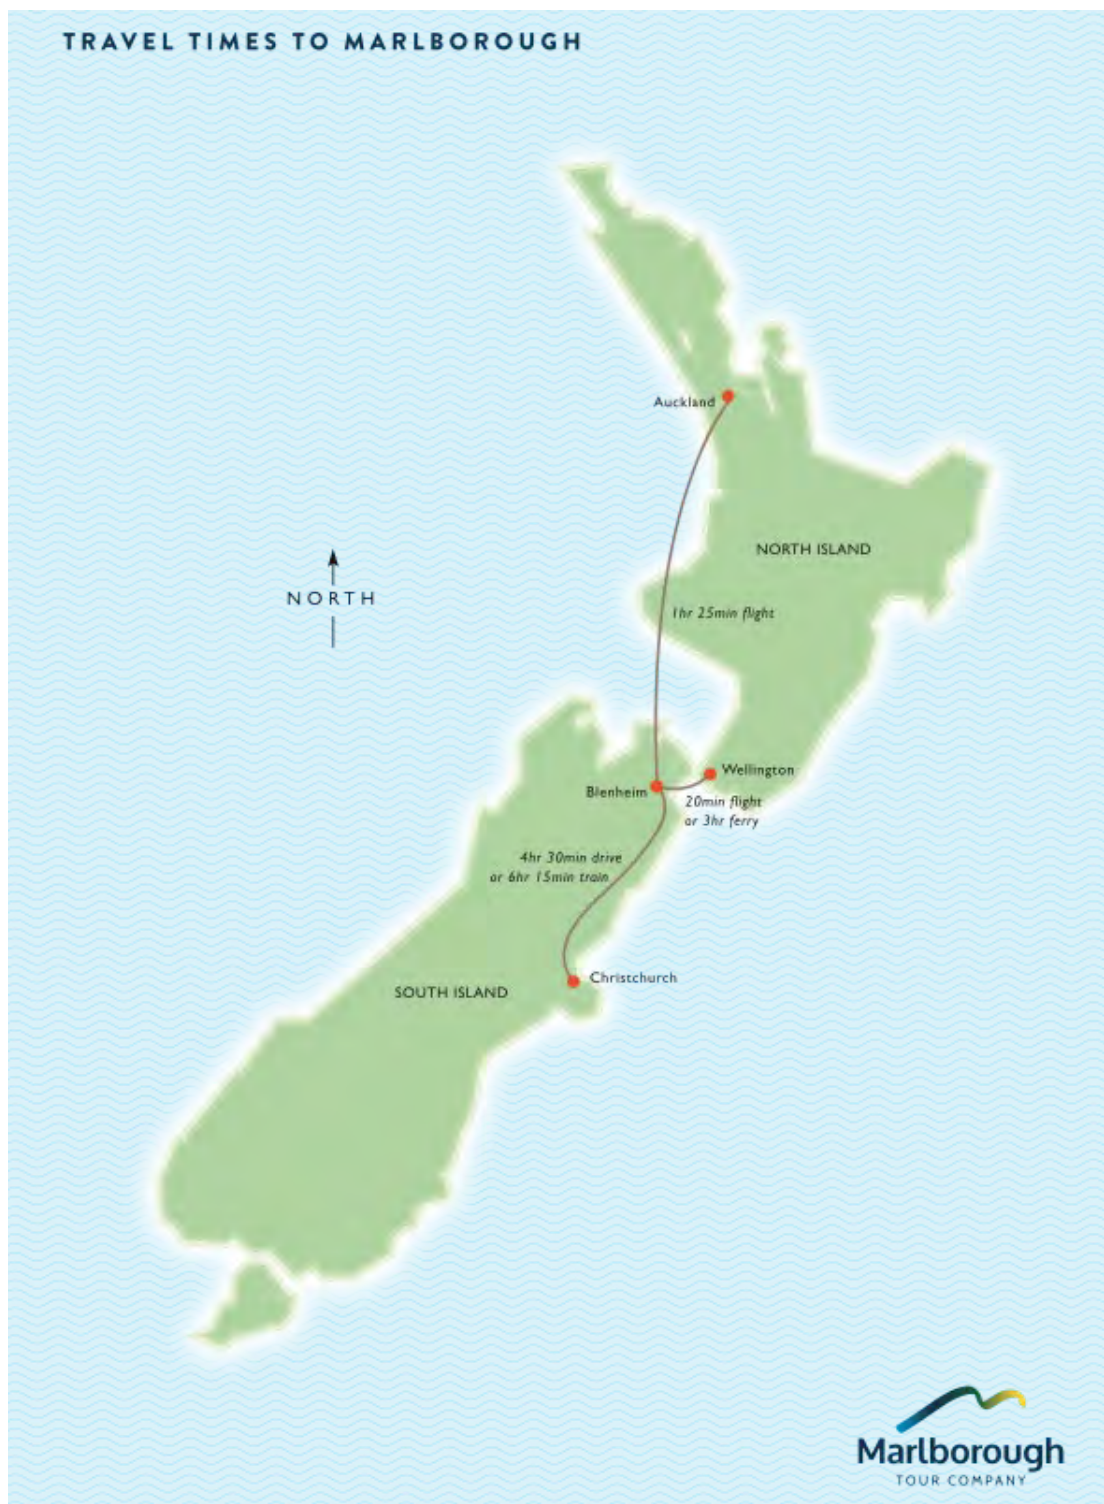 TRAVEL TIMES TO MARLBOROUGH
Auckland
NORTH ISLAND
NORTH
1hr 25min flight
Wellington
Blenheim
20min flight
or 3hr ferry
4hr 30min drive
or 6hr 15min train
Christchurch
SOUTH ISLAND
Marlborough
TOUR COMPANY